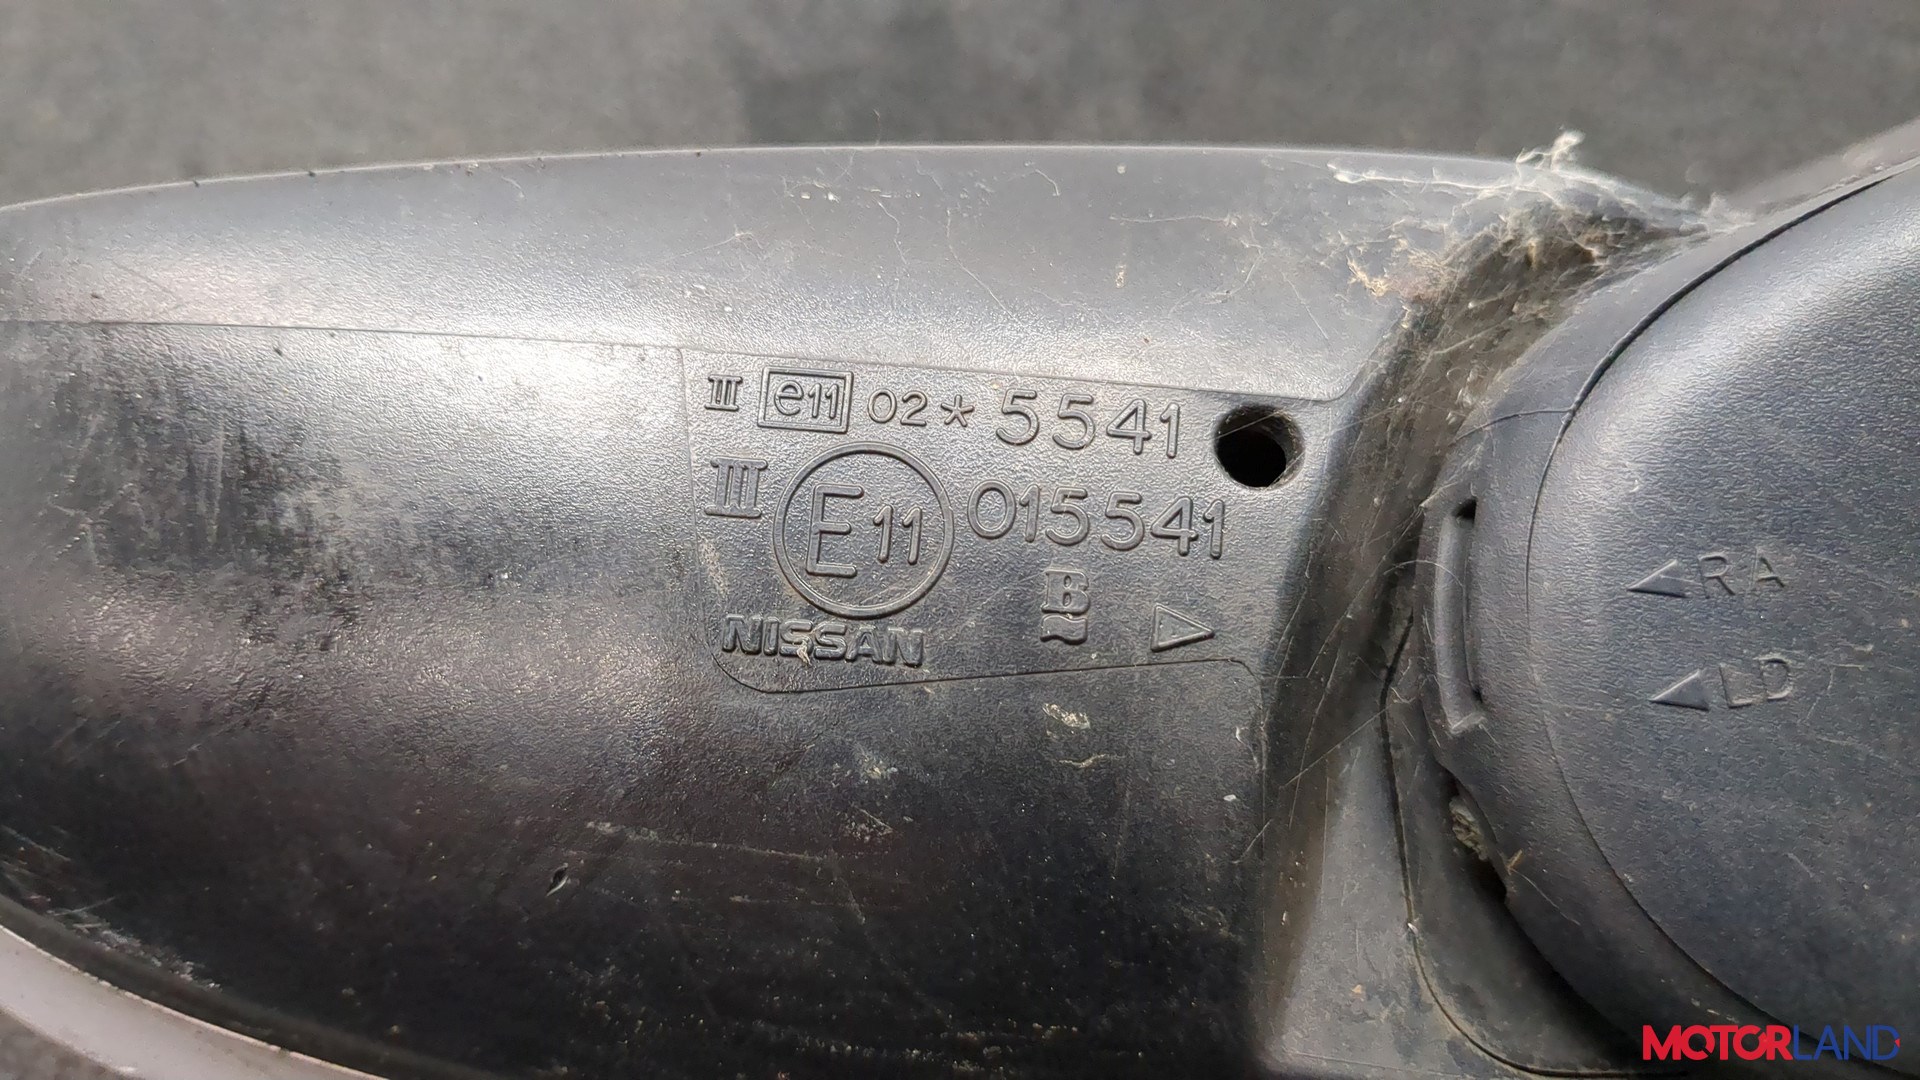 III e11 02*5541
III E11 015541
NISSAN B
RA
LD
MOTORLAND